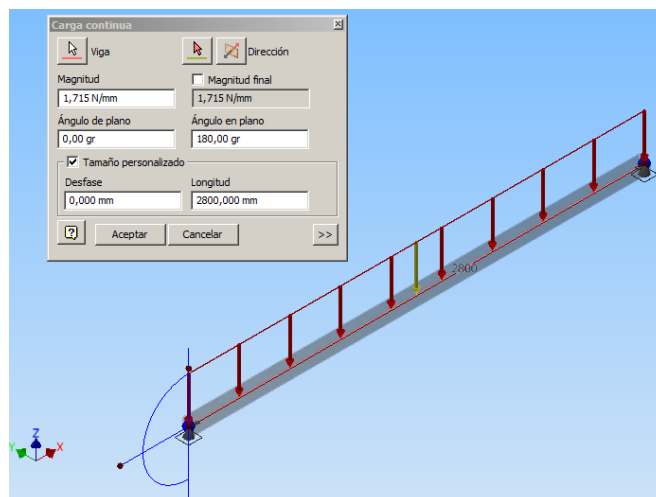 Carga continua
Viga
Dirección
Magnitud
Magnitud final
1,715 N/mm
1,715 N/mm
Ángulo de plano
Ángulo en plano
0,00 gr
180,00 gr
Tamaño personalizado
Desfase
Longitud
0,000 mm
2800,000 mm
?
Aceptar
Cancelar
>>
2800
Z
Y
X